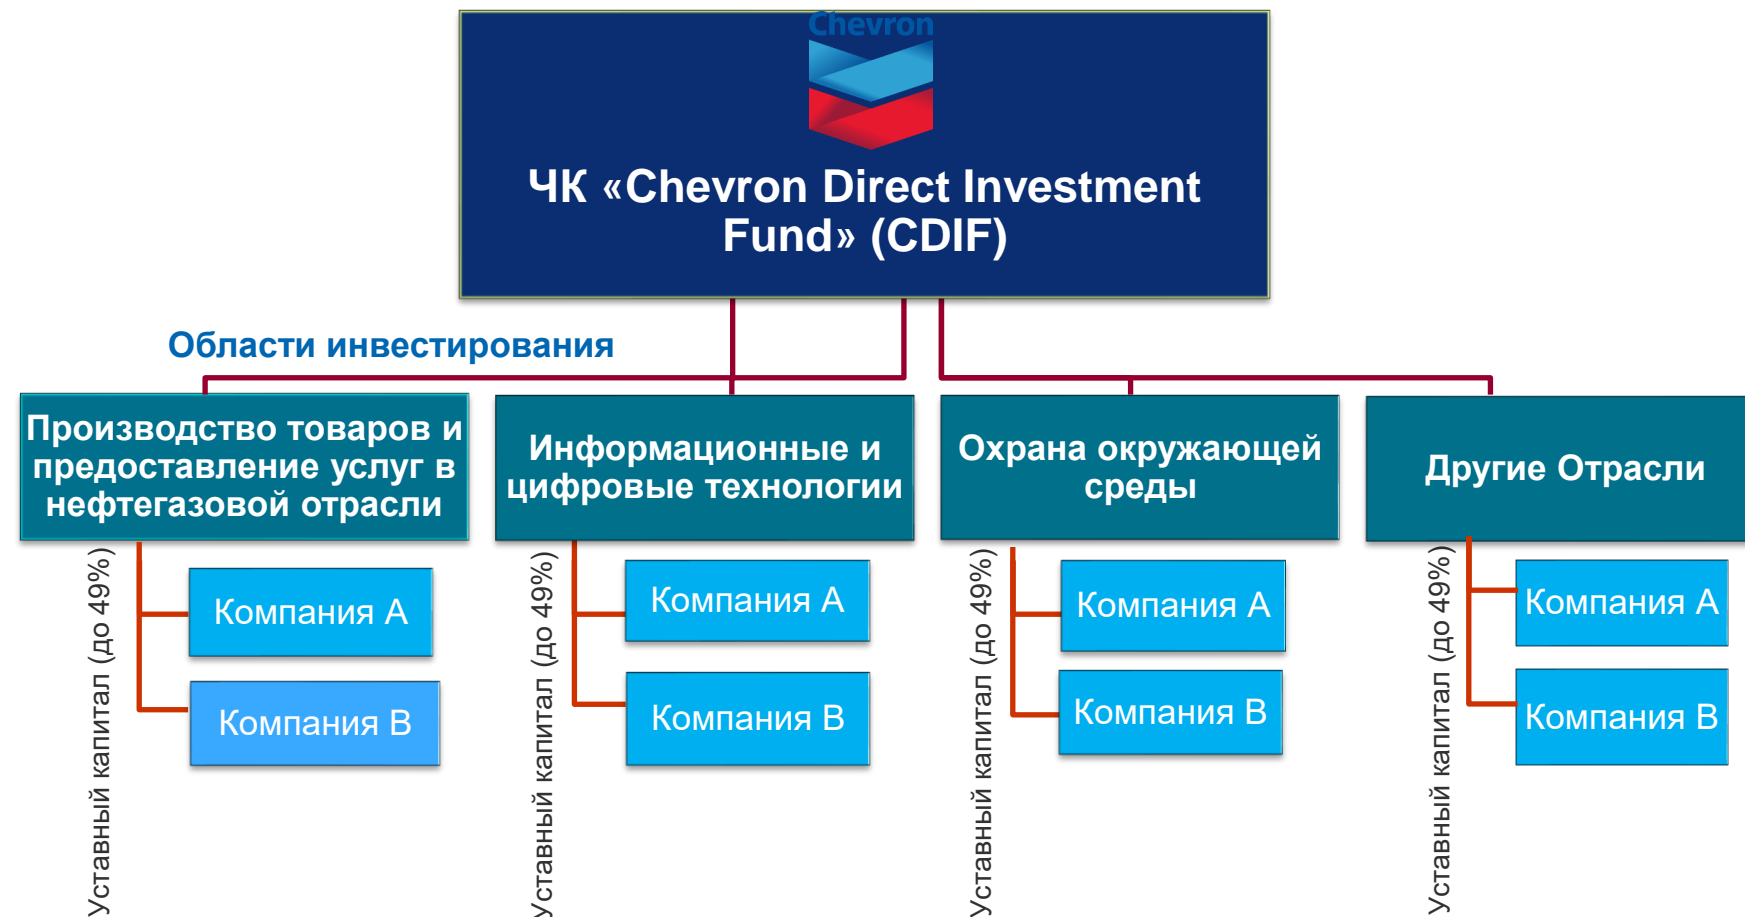 Chevron
ЧК «Chevron Direct Investment
Fund» (CDIF)
Области инвестирования
Производство товаров и
предоставление услуг в
нефтегазовой отрасли
Информационные и
цифровые технологии
Охрана окружающей
среды
Другие Отрасли
Уставный капитал (до 49%)
Компания A
Компания B
Уставный капитал (до 49%)
Компания A
Компания B
Уставный капитал (до 49%)
Компания A
Компания B
Уставный капитал (до 49%)
Компания A
Компания B